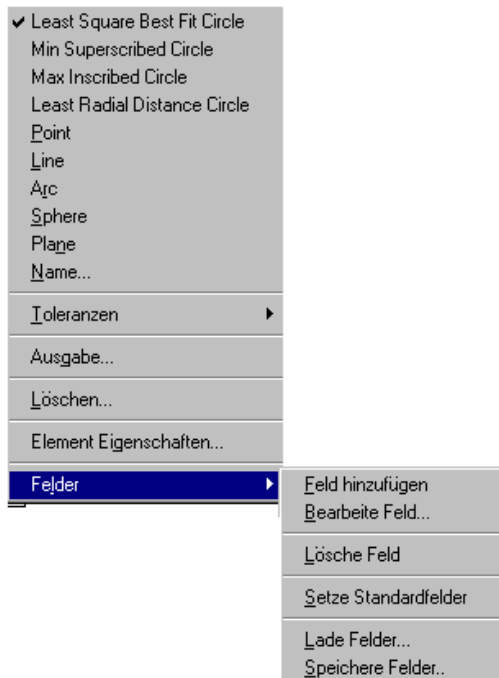 Least Square Best Fit Circle
Min Superscribed Circle
Max Inscribed Circle
Least Radial Distance Circle
Point
Line
Arc
Sphere
Plane
Name...
Toleranzen
Ausgabe...
Löschen...
Element Eigenschaften...
Felder
Feld hinzufügen
Bearbeite Feld...
Lösche Feld
Setze Standardfelder
Lade Felder...
Speichere Felder..